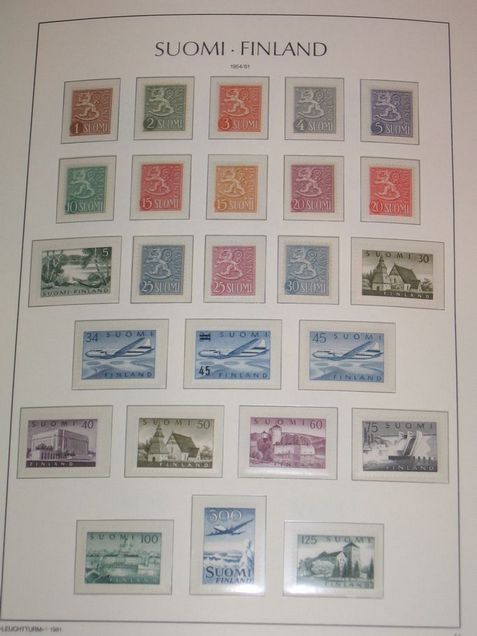 SUOMI · FINLAND
1954/61
1 SUOMI
2 SUOMI
3 SUOMI
4 SUOMI
5 SUOMI
10 SUOMI
15 SUOMI
15 SUOMI
20 SUOMI
20 SUOMI
5
SUOMI FINLAND
25 SUOMI
25 SUOMI
30 SUOMI
SUOMI 30
FINLAND
34 SUOMI
FINLAND
SUOMI
45
FINLAND
45 SUOMI
FINLAND
SUOMI 40
FINLAND
SUOMI 50
FINLAND
SUOMI 60
FINLAND
75 SUOMI
FINLAND
SUOMI
100
FINLAND
300
SUOMI
FINLAND
SUOMI
125
FINLAND
»LEUCHTTURM« 1981